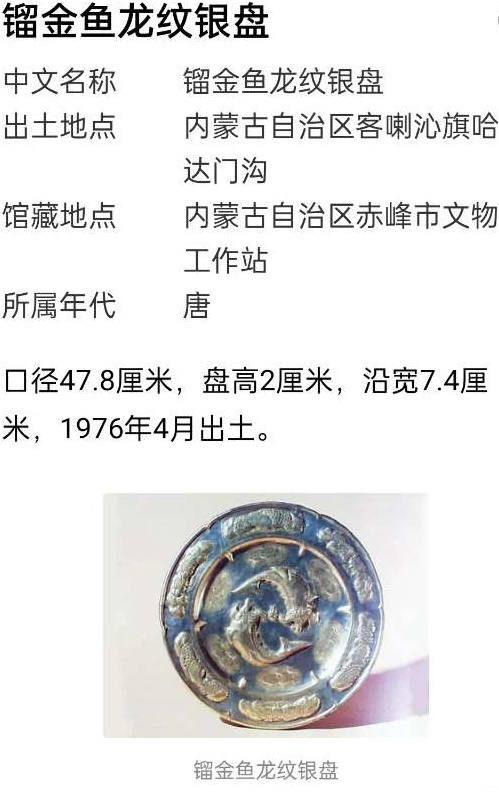 镏金鱼龙纹银盘
中文名称 镏金鱼龙纹银盘
出土地点 内蒙古自治区客喇沁旗哈
达门沟
馆藏地点 内蒙古自治区赤峰市文物
工作站
所属年代 唐
口径47.8厘米，盘高2厘米，沿宽7.4厘
米，1976年4月出土。
镏金鱼龙纹银盘